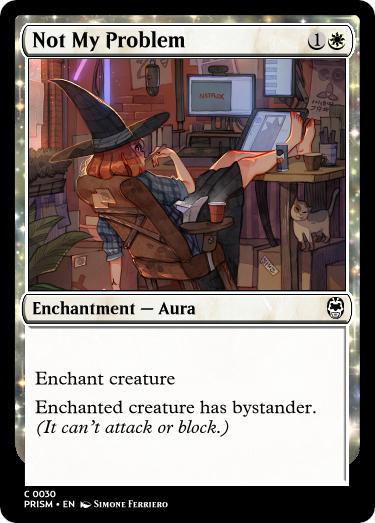 Not My Problem 1
NETFLIX
Enchantment — Aura
Enchant creature
Enchanted creature has bystander.
(It can't attack or block.)
C 0030
PRISM • EN Simone Ferriero